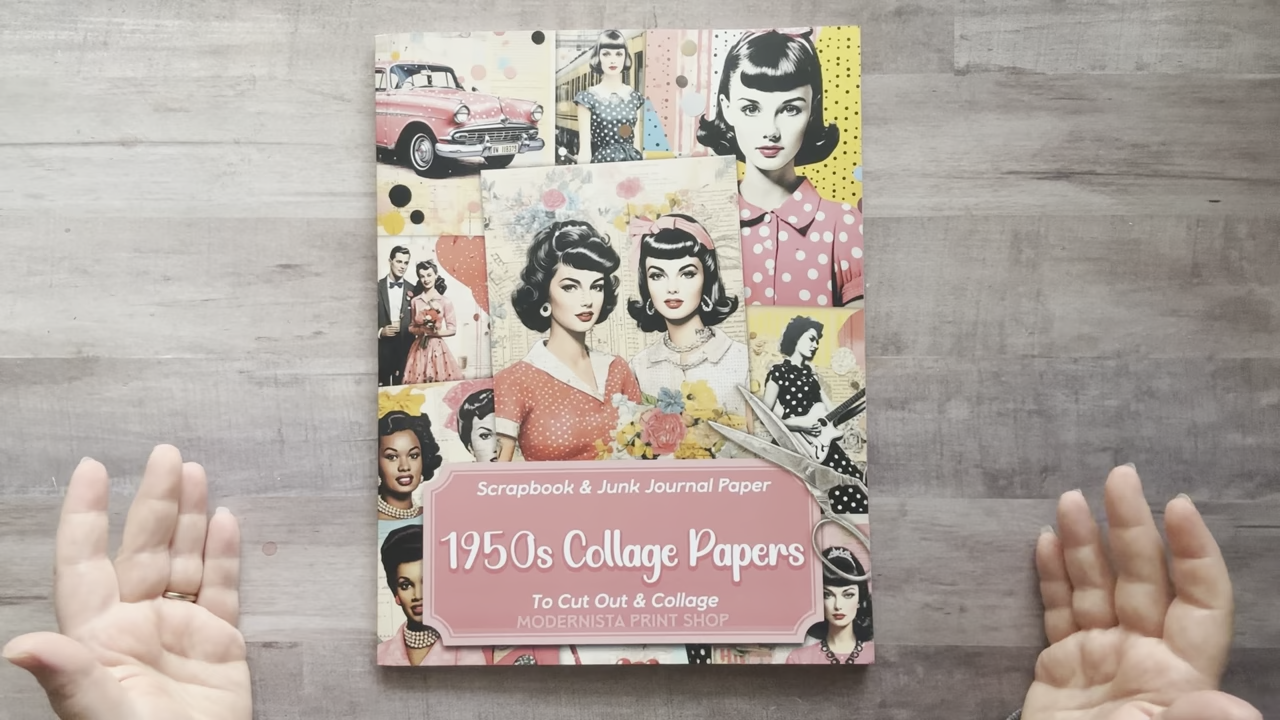 Scrapbook & Junk Journal Paper
1950s Collage Papers
To Cut Out & Collage
MODERNISTA PRINT SHOP